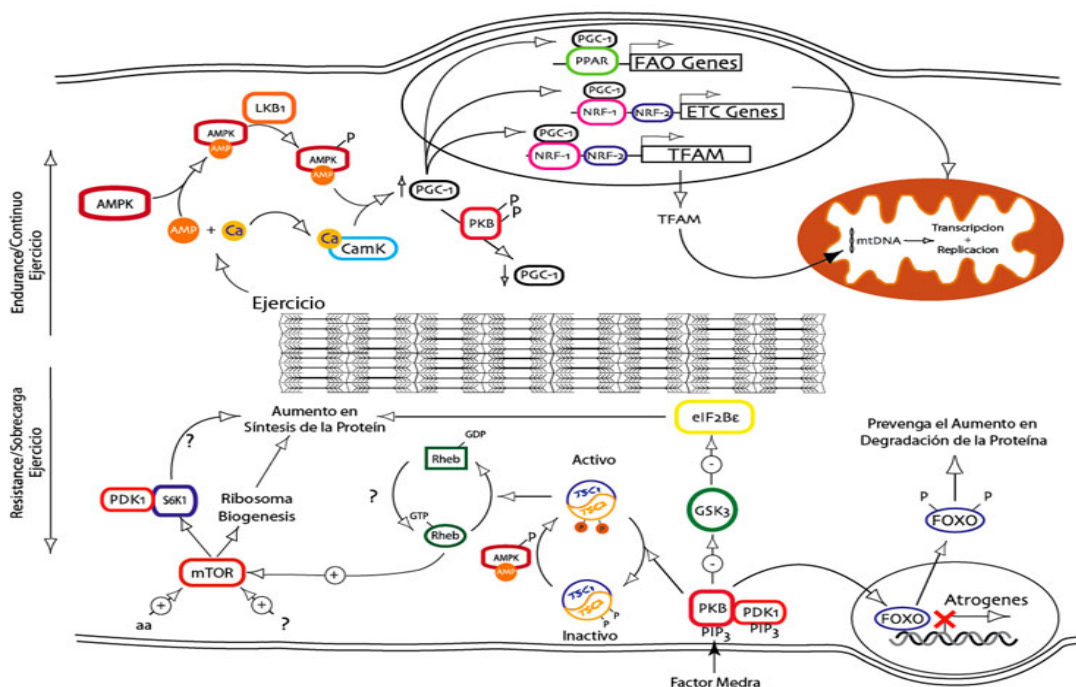 PGC-1
PPAR
FAO Genes
PGC-1
NRF-1
NRF-2
ETC Genes
PGC-1
NRF-1
NRF-2
TFAM
LKB1
AMPK
AMP
P
AMPK
AMP
AMPK
AMP + Ca
Ca
CamK
PGC-1
PKB
P
P
PGC-1
TFAM
mtDNA
Transcripcion
+
Replicacion
Endurance/Continuo
Ejercicio
Ejercicio
Resistance/Sobrecarga
Ejercicio
Aumento en
Síntesis de la Proteín
?
PDK1
S6K1
Ribosoma
Biogenesis
mTOR
+
aa
+
?
GDP
Rheb
?
GTP
Rheb
+
Activo
TSC1
TSC2
P
P
P
AMPK
AMP
TSC1
TSC2
P
P
Inactivo
eIF2Bε
-
GSK3
-
PKB
PDK1
PIP3
PIP3
Factor Medra
Prevenga el Aumento en
Degradación de la Proteína
P
P
FOXO
FOXO
Atrogenes